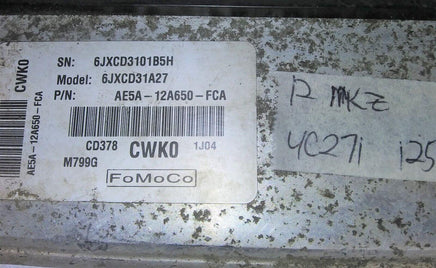 CWK0
AE5A-12A650-FCA
SN: 6JXCD3101B5H
Model: 6JXCD31A27
P/N: AE5A-12A650-FCA
CD378 CWK0 1J04
M799G
FoMoCo
12 MKZ
4C271 125